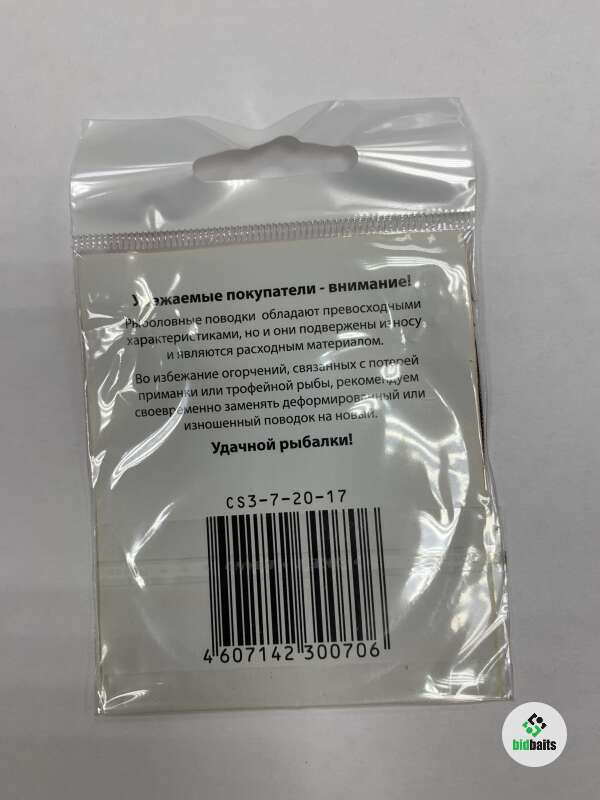 Уважаемые покупатели - внимание!
Рыболовные поводки обладают превосходными
характеристиками, но и они подвержены износу
и являются расходным материалом.
Во избежание огорчений, связанных с потерей
приманки или трофейной рыбы, рекомендуем
своевременно заменять деформированный или
изношенный поводок на новый.
Удачной рыбалки!
CS3-7-20-17
4 607142 300706
bidbaits